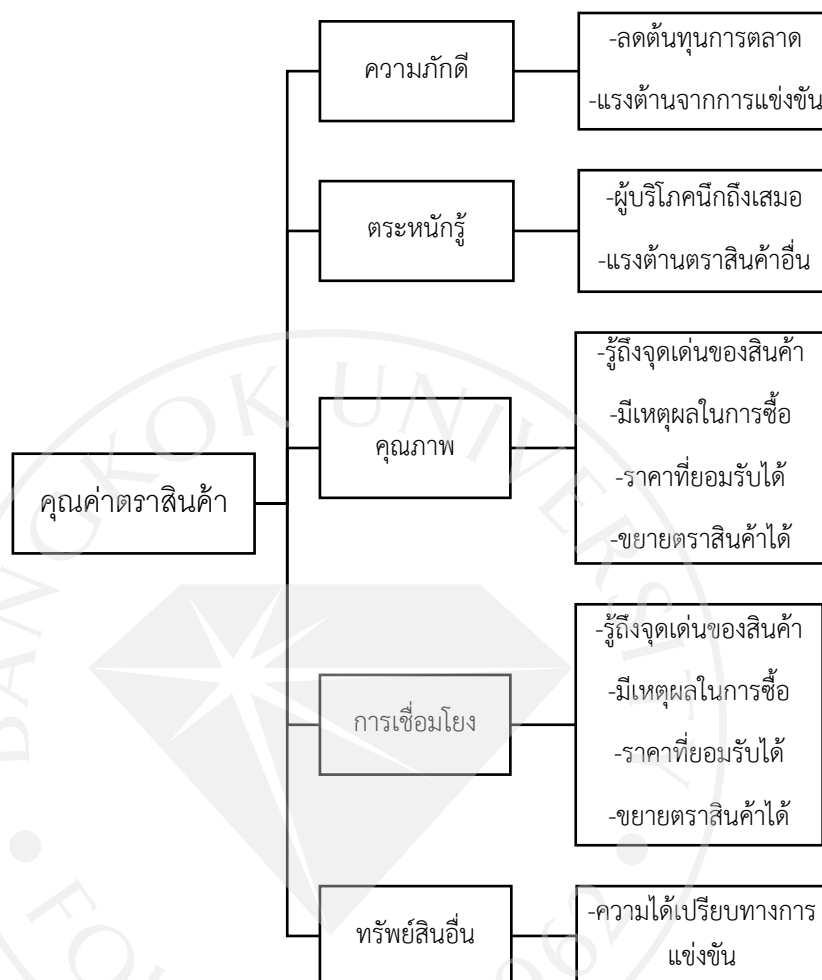 ความภักดี
-ลดต้นทุนการตลาด
-แรงต้านจากการแข่งขัน
ตระหนักรู้
-ผู้บริโภคนึกถึงเสมอ
-แรงต้านตราสินค้าอื่น
คุณค่าตราสินค้า
คุณภาพ
-รู้ถึงจุดเด่นของสินค้า
-มีเหตุผลในการซื้อ
-ราคาที่ยอมรับได้
-ขยายตราสินค้าได้
การเชื่อมโยง
-รู้ถึงจุดเด่นของสินค้า
-มีเหตุผลในการซื้อ
-ราคาที่ยอมรับได้
-ขยายตราสินค้าได้
ทรัพย์สินอื่น
-ความได้เปรียบทางการ
แข่งขัน
BANGKOK UNIVERSITY